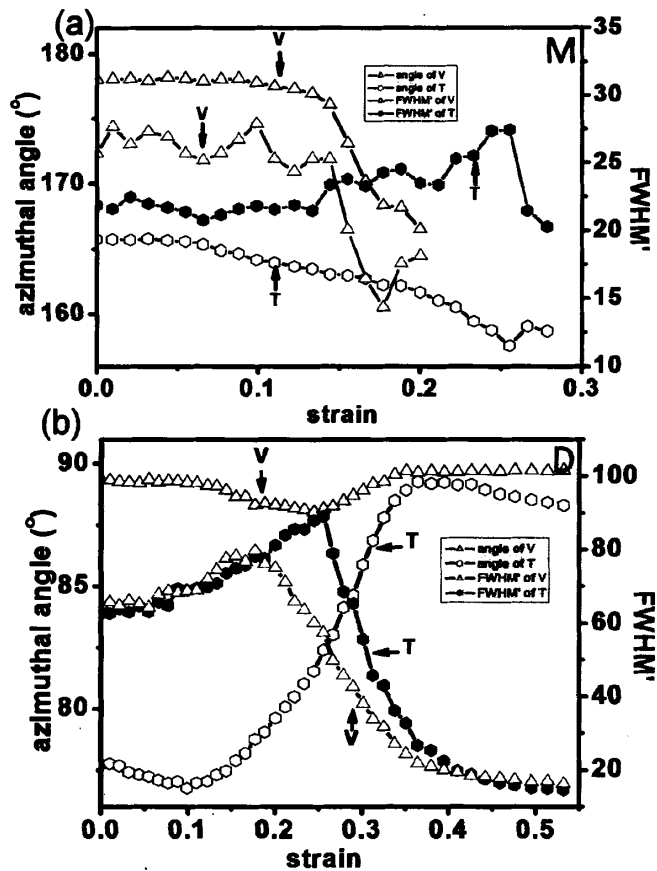 (a)
M
180
170
160
azimuthal angle (°)
V
V
T
T
angle of V
angle of T
FWHM' of V
FWHM' of T
35
30
25
20
15
10
FWHM'
0.0 0.1 0.2 0.3
strain
(b)
D
90
85
80
azimuthal angle (°)
V
T
T
V
angle of V
angle of T
FWHM' of V
FWHM' of T
100
80
60
40
20
FWHM'
0.0 0.1 0.2 0.3 0.4 0.5
strain